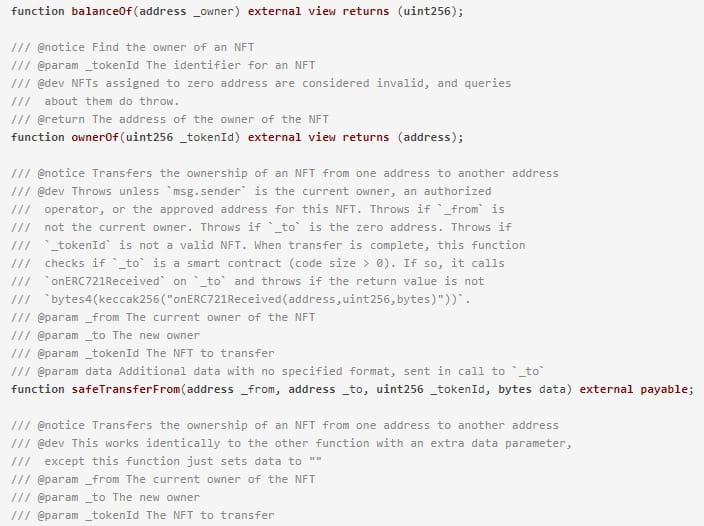 function balanceOf(address _owner) external view returns (uint256);
/// @notice Find the owner of an NFT
/// @param _tokenId The identifier for an NFT
/// @dev NFTs assigned to zero address are considered invalid, and queries
///  about them do throw.
/// @return The address of the owner of the NFT
function ownerOf(uint256 _tokenId) external view returns (address);
/// @notice Transfers the ownership of an NFT from one address to another address
/// @dev Throws unless `msg.sender` is the current owner, an authorized
///  operator, or the approved address for this NFT. Throws if `_from` is
///  not the current owner. Throws if `_to` is the zero address. Throws if
///  `_tokenId` is not a valid NFT. When transfer is complete, this function
///  checks if `_to` is a smart contract (code size > 0). If so, it calls
///  `onERC721Received` on `_to` and throws if the return value is not
///  `bytes4(keccak256("onERC721Received(address,uint256,bytes)"))`.
/// @param _from The current owner of the NFT
/// @param _to The new owner
/// @param _tokenId The NFT to transfer
/// @param data Additional data with no specified format, sent in call to `_to`
function safeTransferFrom(address _from, address _to, uint256 _tokenId, bytes data) external payable;
/// @notice Transfers the ownership of an NFT from one address to another address
/// @dev This works identically to the other function with an extra data parameter,
///  except this function just sets data to ""
/// @param _from The current owner of the NFT
/// @param _to The new owner
/// @param _tokenId The NFT to transfer